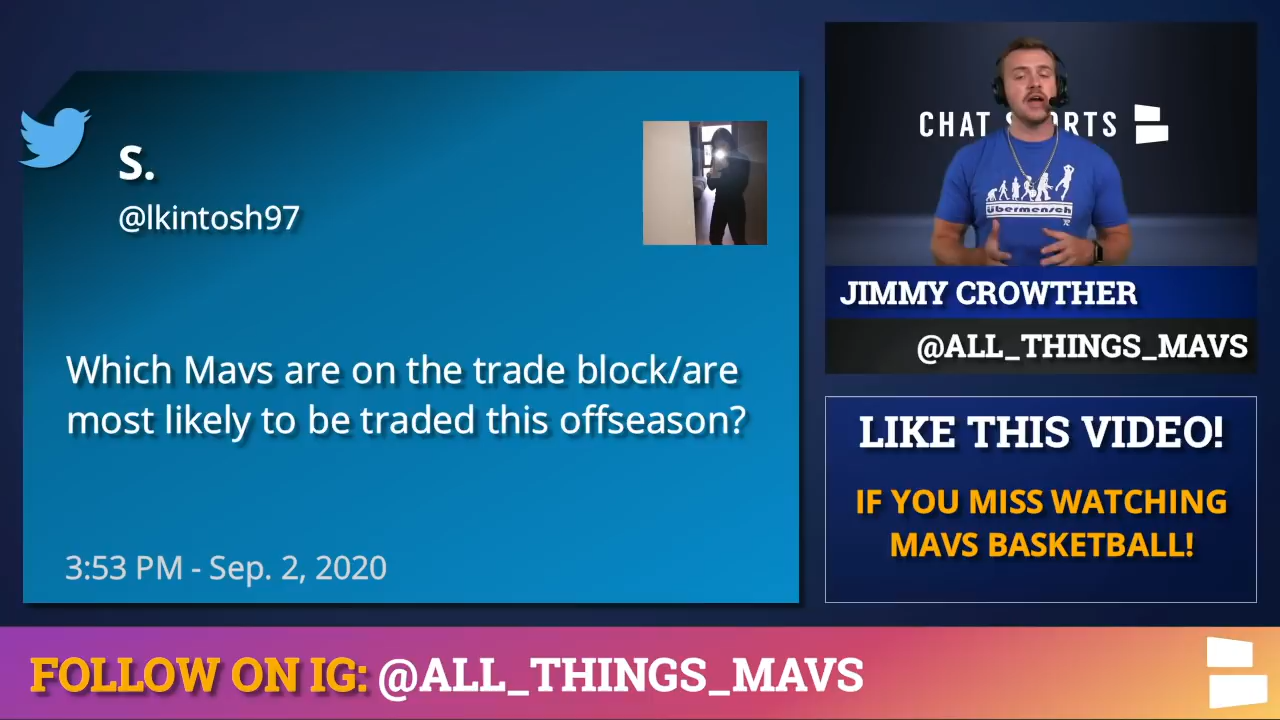 S.
@lkintosh97
Which Mavs are on the trade block/are
most likely to be traded this offseason?
3:53 PM - Sep. 2, 2020
CHAT SPORTS
Übermensch
JIMMY CROWTHER
@ALL_THINGS_MAVS
LIKE THIS VIDEO!
IF YOU MISS WATCHING
MAVS BASKETBALL!
FOLLOW ON IG: @ALL_THINGS_MAVS